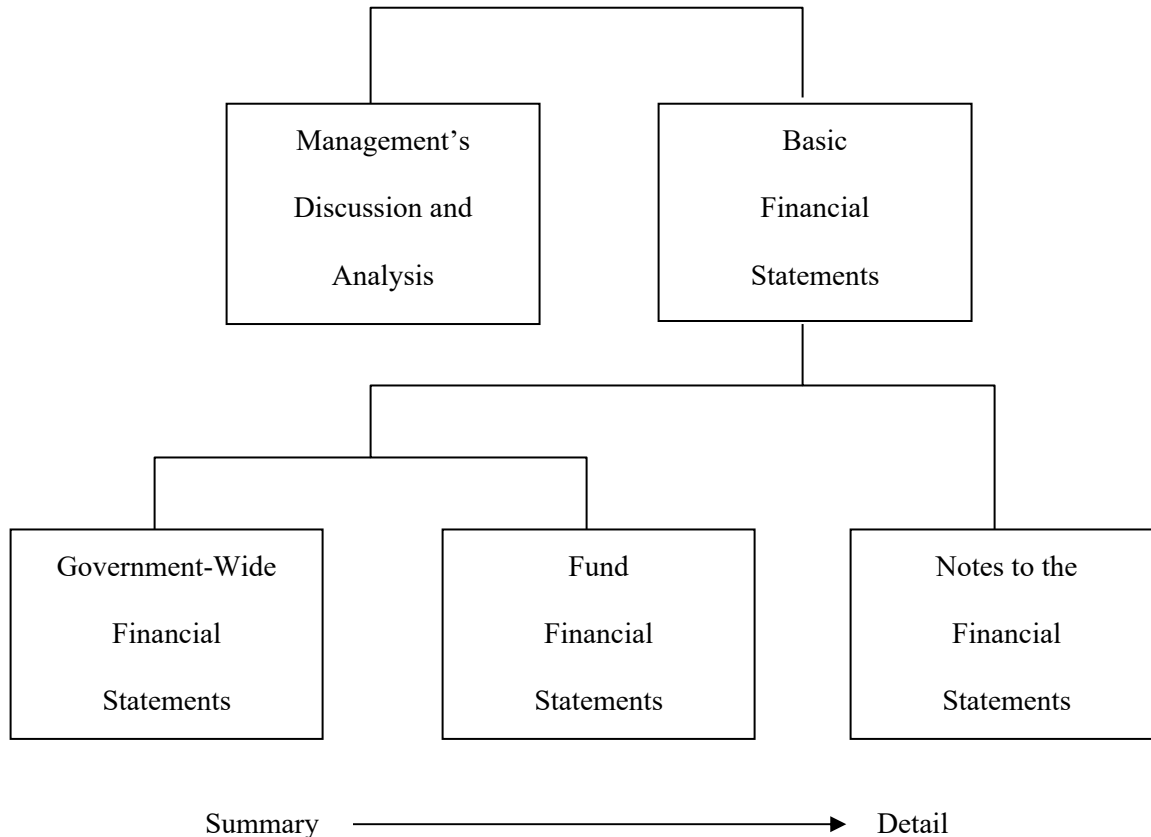 Management’s
Discussion and
Analysis
Basic
Financial
Statements
Government-Wide
Financial
Statements
Fund
Financial
Statements
Notes to the
Financial
Statements
Summary
Detail